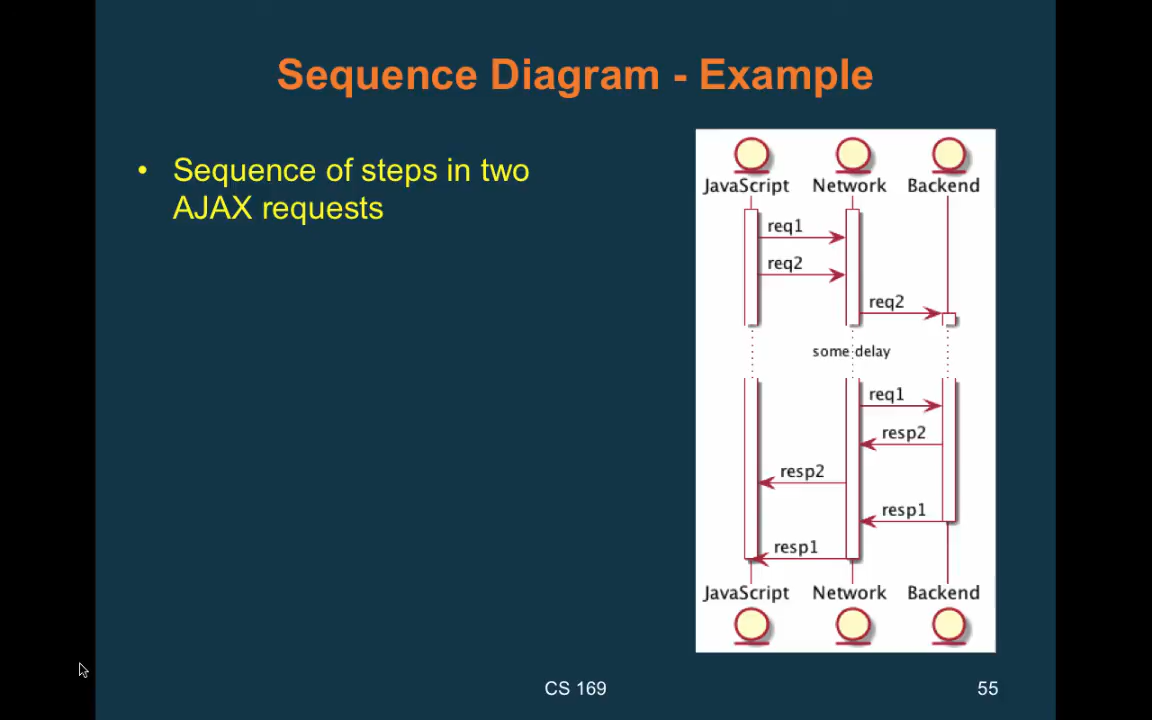 Sequence Diagram - Example
• Sequence of steps in two
AJAX requests
JavaScript Network Backend
req1
req2
req2
some delay
req1
resp2
resp2
resp1
resp1
JavaScript Network Backend
CS 169
55